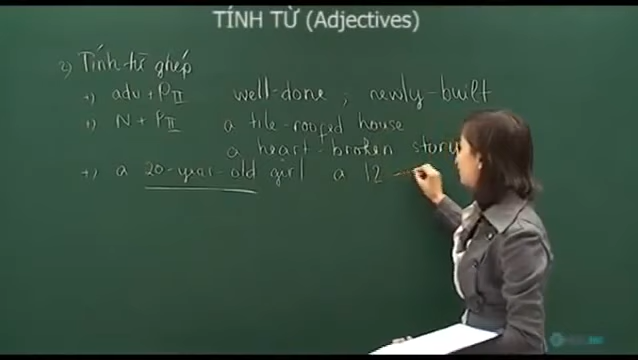 TÍNH TỪ (Adjectives)
2) Tính từ ghép
+) adv + PII well-done ; newly-built
+) N + PII a tile-roofed house
a heart-broken story
+) a 20-year-old girl a 12-